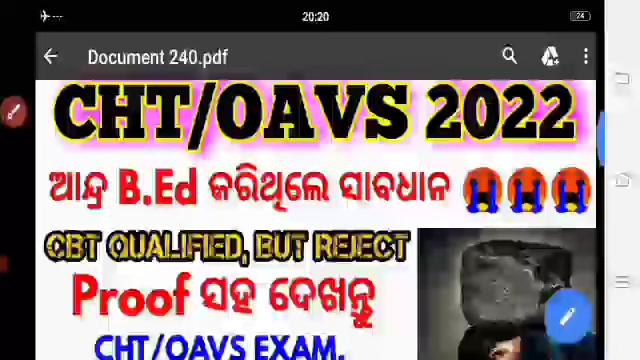 20:20
24
Document 240.pdf
CHT/OAVS 2022
ଆନ୍ଧ୍ର B.Ed କରିଥିଲେ ସାବଧାନ 😭😭😭
CBT QUALIFIED, BUT REJECT
Proof ସହ ଦେଖନ୍ତୁ
CHT/OAVS EXAM.